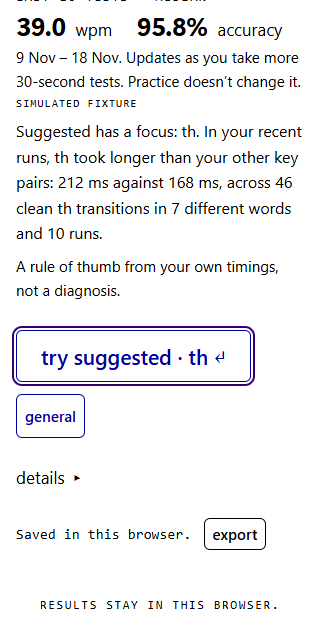 39.0 wpm 95.8% accuracy
9 Nov – 18 Nov. Updates as you take more
30-second tests. Practice doesn't change it.
SIMULATED FIXTURE
Suggested has a focus: th. In your recent
runs, th took longer than your other key
pairs: 212 ms against 168 ms, across 46
clean th transitions in 7 different words
and 10 runs.
A rule of thumb from your own timings,
not a diagnosis.
try suggested · th ↵
general
details ▸
Saved in this browser. export
RESULTS STAY IN THIS BROWSER.